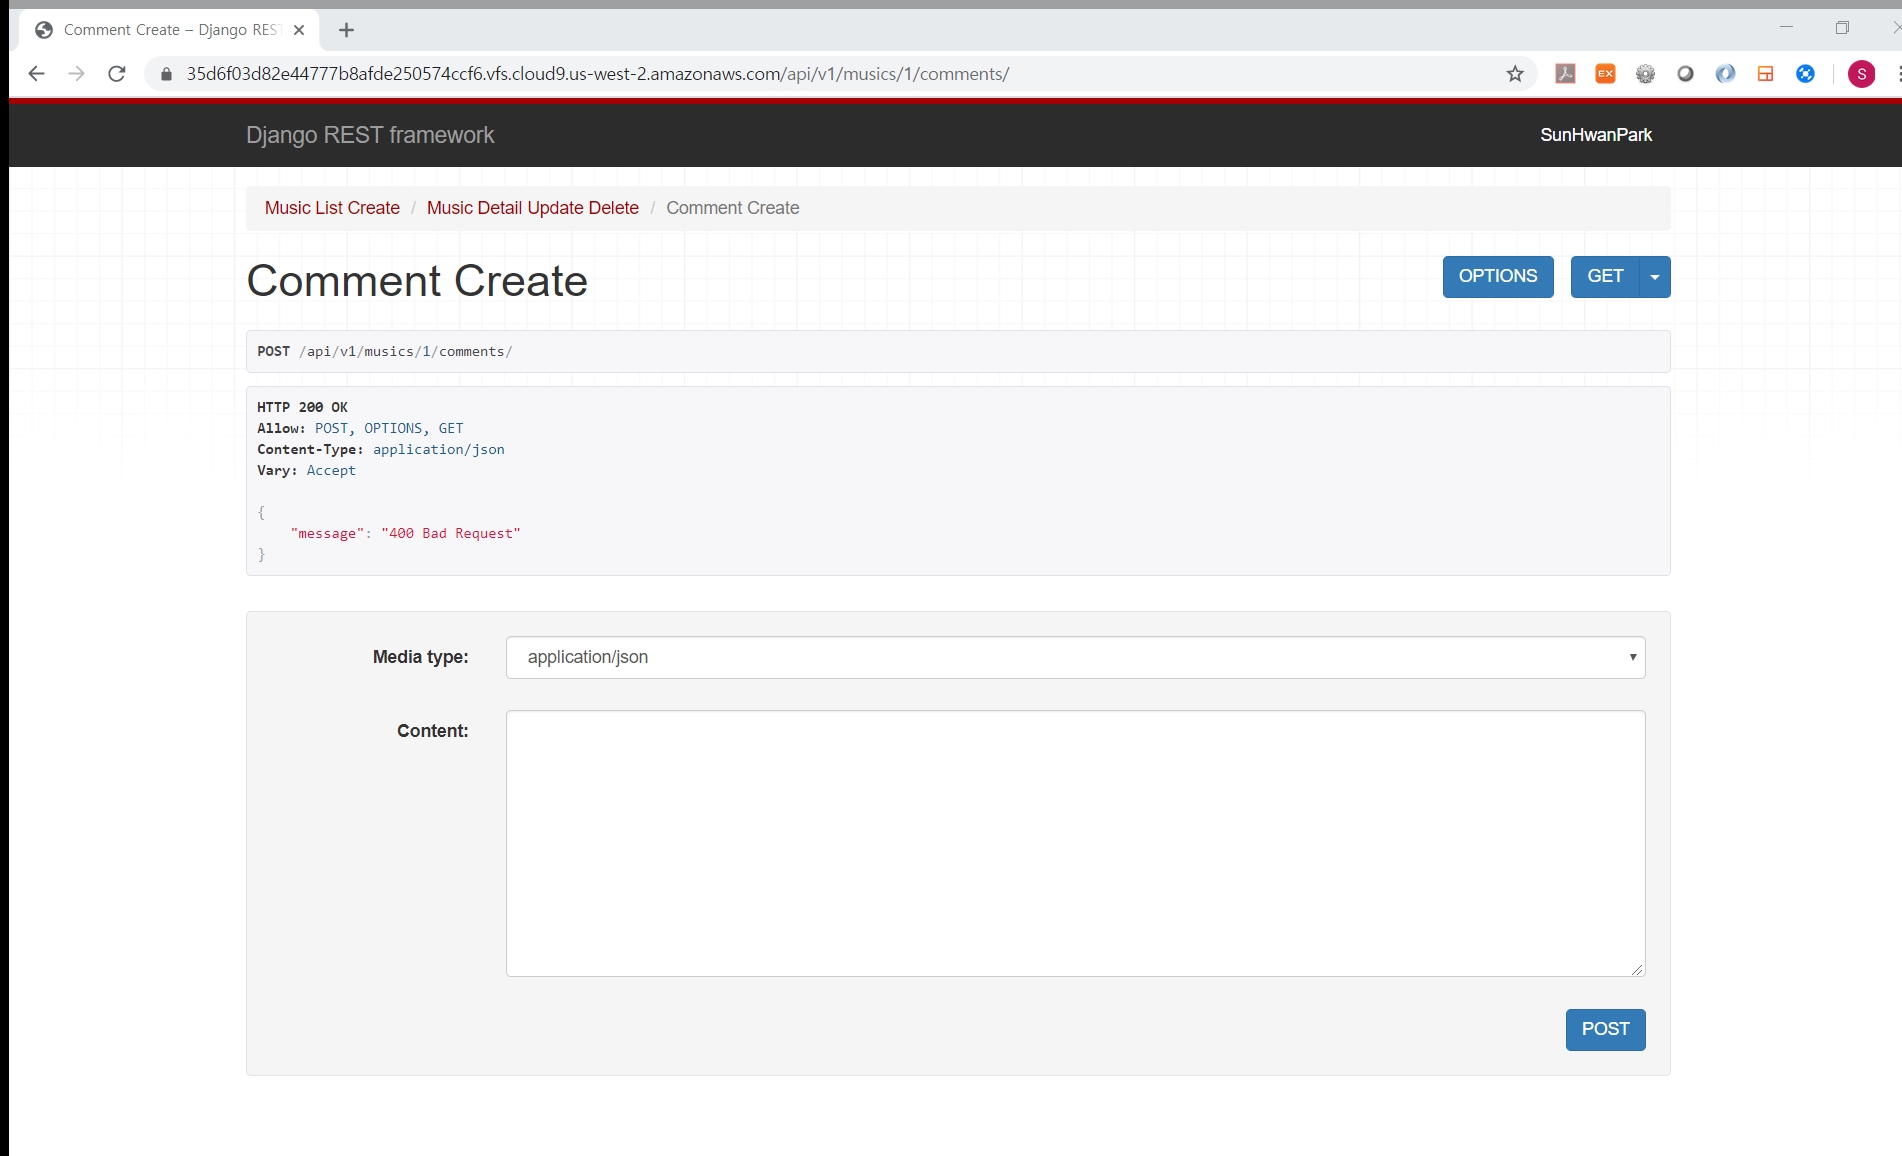 Comment Create – Django RES
35d6f03d82e44777b8afde250574ccf6.vfs.cloud9.us-west-2.amazonaws.com/api/v1/musics/1/comments/
EX
S
Django REST framework
SunHwanPark
Music List Create / Music Detail Update Delete / Comment Create
Comment Create
OPTIONS
GET
POST /api/v1/musics/1/comments/
HTTP 200 OK
Allow: POST, OPTIONS, GET
Content-Type: application/json
Vary: Accept
{
"message": "400 Bad Request"
}
Media type:
application/json
Content:
POST